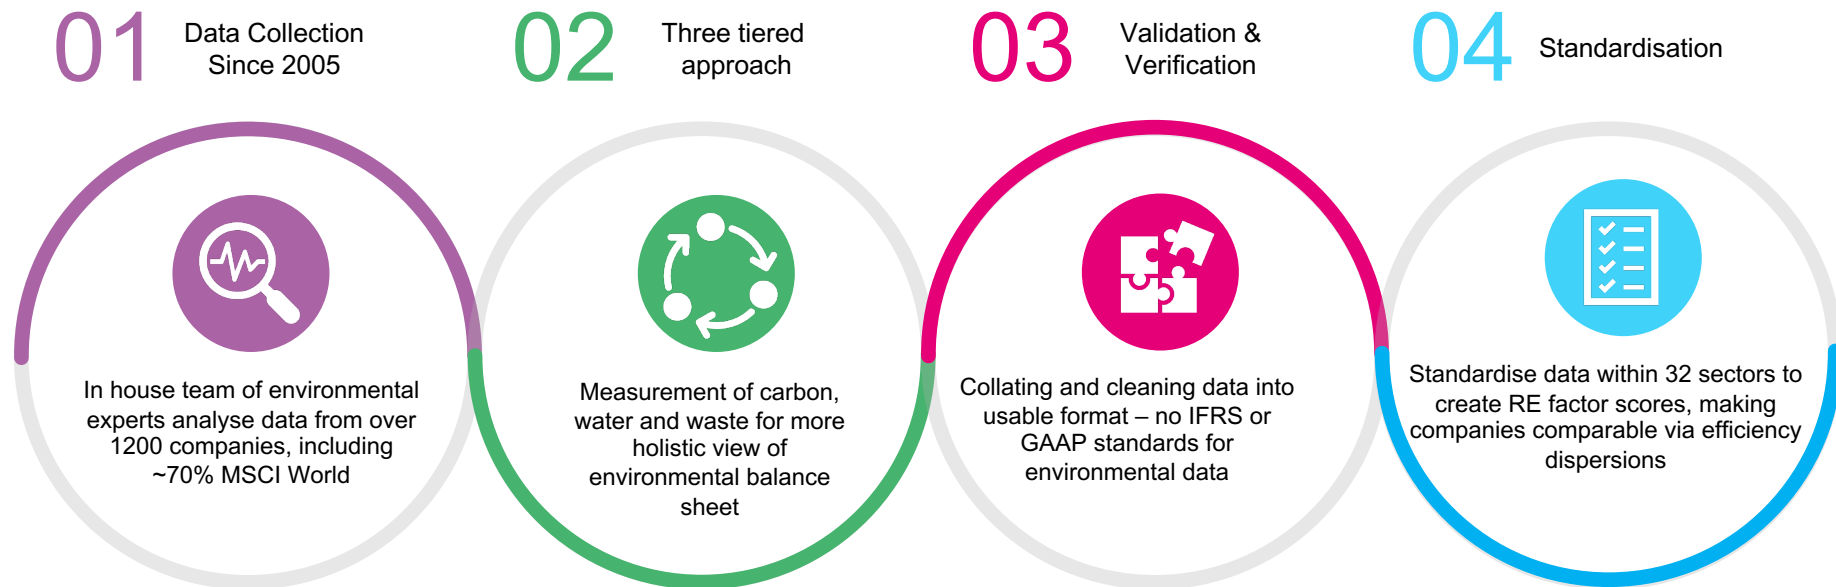 01
Data Collection
Since 2005
In house team of environmental
experts analyse data from over
1200 companies, including
~70% MSCI World
02
Three tiered
approach
Measurement of carbon,
water and waste for more
holistic view of
environmental balance
sheet
03
Validation &
Verification
Collating and cleaning data into
usable format – no IFRS or
GAAP standards for
environmental data
04
Standardisation
Standardise data within 32 sectors to
create RE factor scores, making
companies comparable via efficiency
dispersions